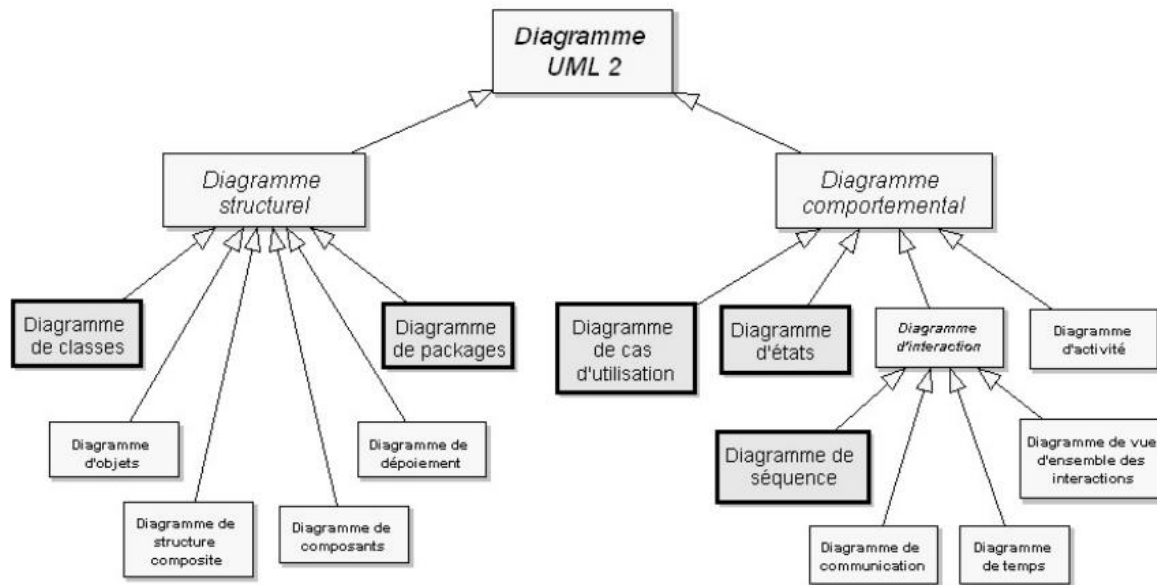 Diagramme
UML 2
Diagramme
structurel
Diagramme
comportemental
Diagramme
de classes
Diagramme
de packages
Diagramme
de cas
d'utilisation
Diagramme
d'états
Diagramme
d'interaction
Diagramme
d'activité
Diagramme
d'objets
Diagramme de
dépoiement
Diagramme de
séquence
Diagramme de vue
d'ensemble des
interactions
Diagramme de
structure
composite
Diagramme de
composants
Diagramme de
communication
Diagramme
de temps